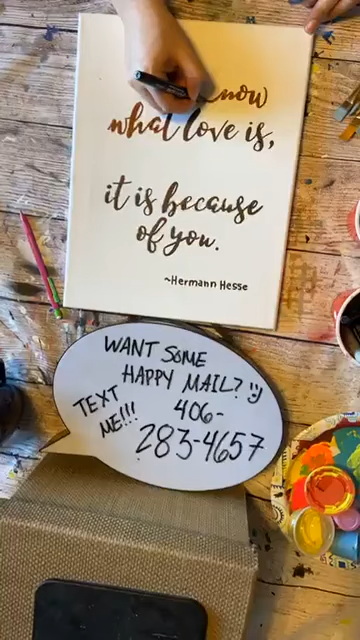 now
what love is,
it is because
of you.
~Hermann Hesse
WANT SOME
HAPPY MAIL?
TEXT
ME!!!
406-
283-4657